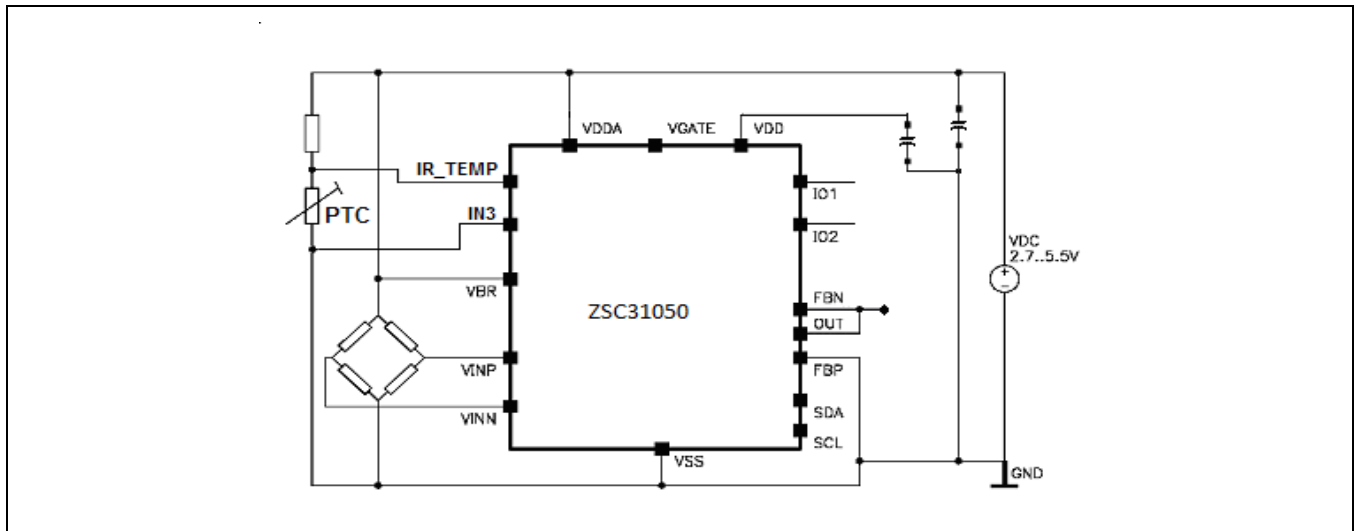 VDDA
VGATE
VDD
IR_TEMP
IO1
PTC
IN3
IO2
VDC
2.7..5.5V
VBR
ZSC31050
FBN
OUT
VINP
FBP
VINN
SDA
SCL
VSS
GND